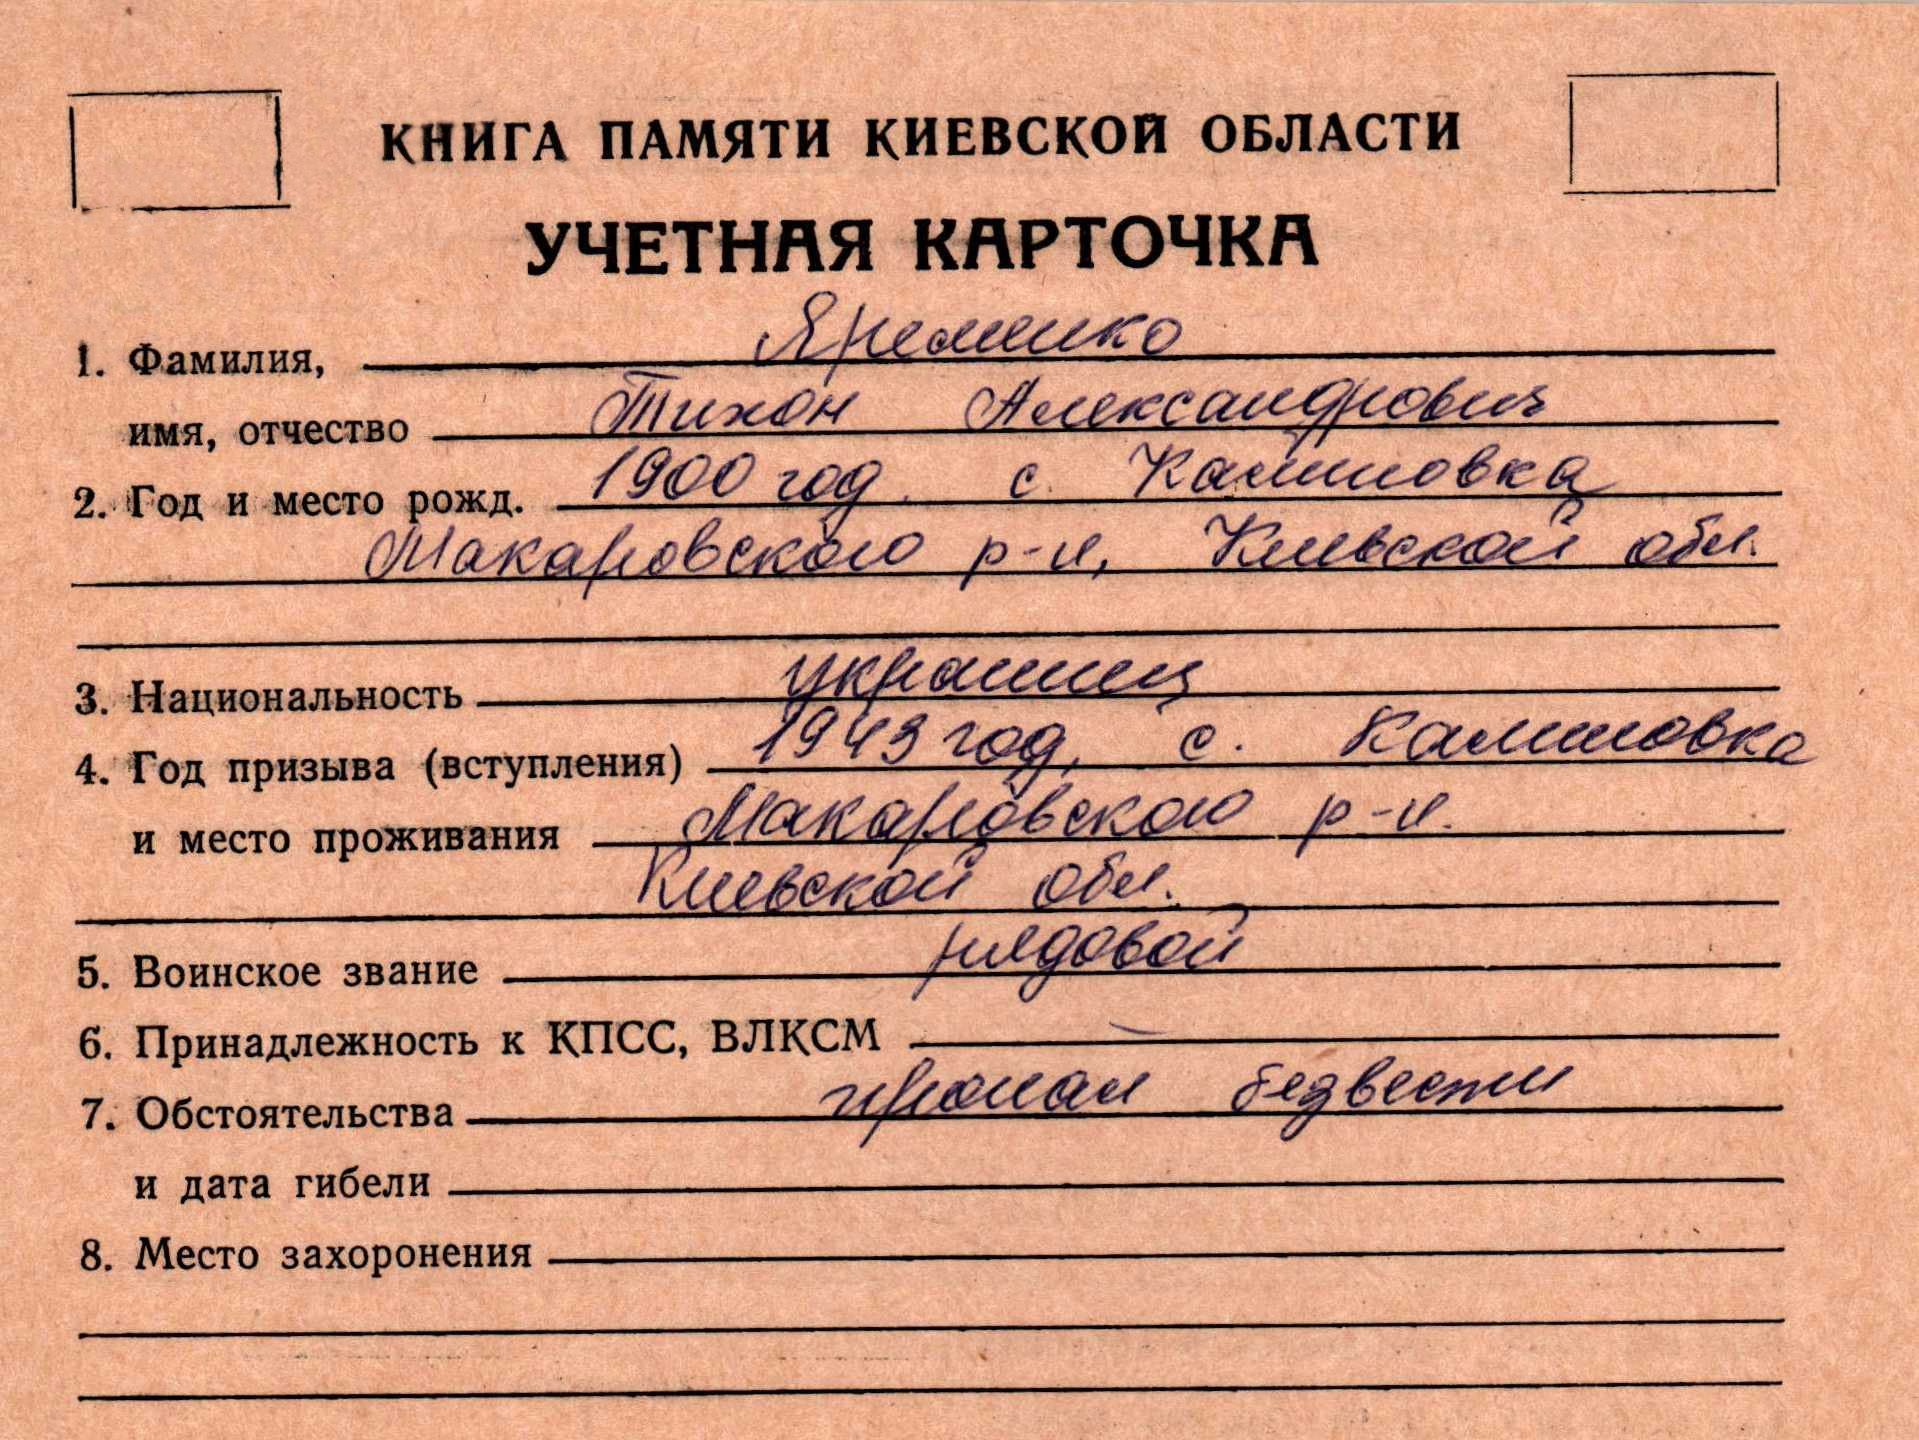 КНИГА ПАМЯТИ КИЕВСКОЙ ОБЛАСТИ
УЧЕТНАЯ КАРТОЧКА
1. Фамилия, Яременко
имя, отчество Тихон Александрович
2. Год и место рожд. 1900 год. с. Калиновка
Макаровского р-н, Киевской обл.
3. Национальность украинец
4. Год призыва (вступления) 1943 год, с. Калиновка
и место проживания Макаровского р-н.
Киевской обл.
5. Воинское звание рядовой
6. Принадлежность к КПСС, ВЛКСМ —
7. Обстоятельства пропал безвести
и дата гибели
8. Место захоронения